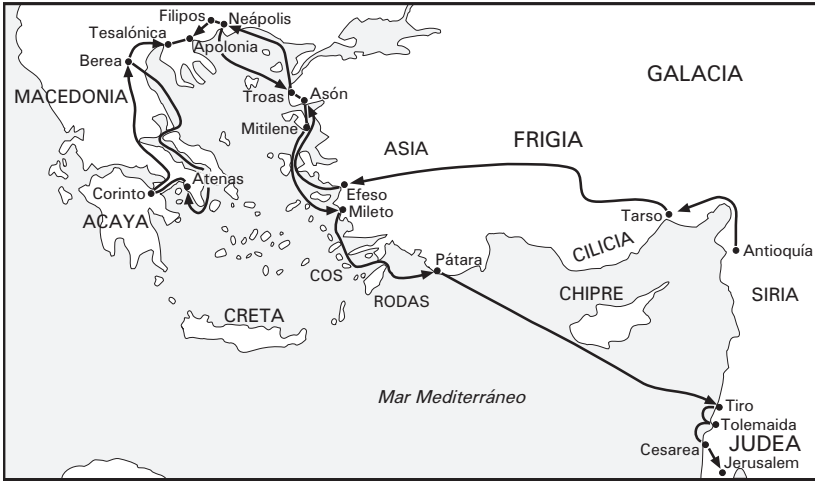 Filipos
Neápolis
Tesalónica
Apolonia
Berea
GALACIA
Troas
Asón
MACEDONIA
Mitilene
FRIGIA
ASIA
Atenas
Corinto
Efeso
Mileto
Tarso
ACAYA
CILICIA
Antioquía
Pátara
COS
RODAS
CHIPRE
SIRIA
CRETA
Mar Mediterráneo
Tiro
Tolemaida
Cesarea
JUDEA
Jerusalem